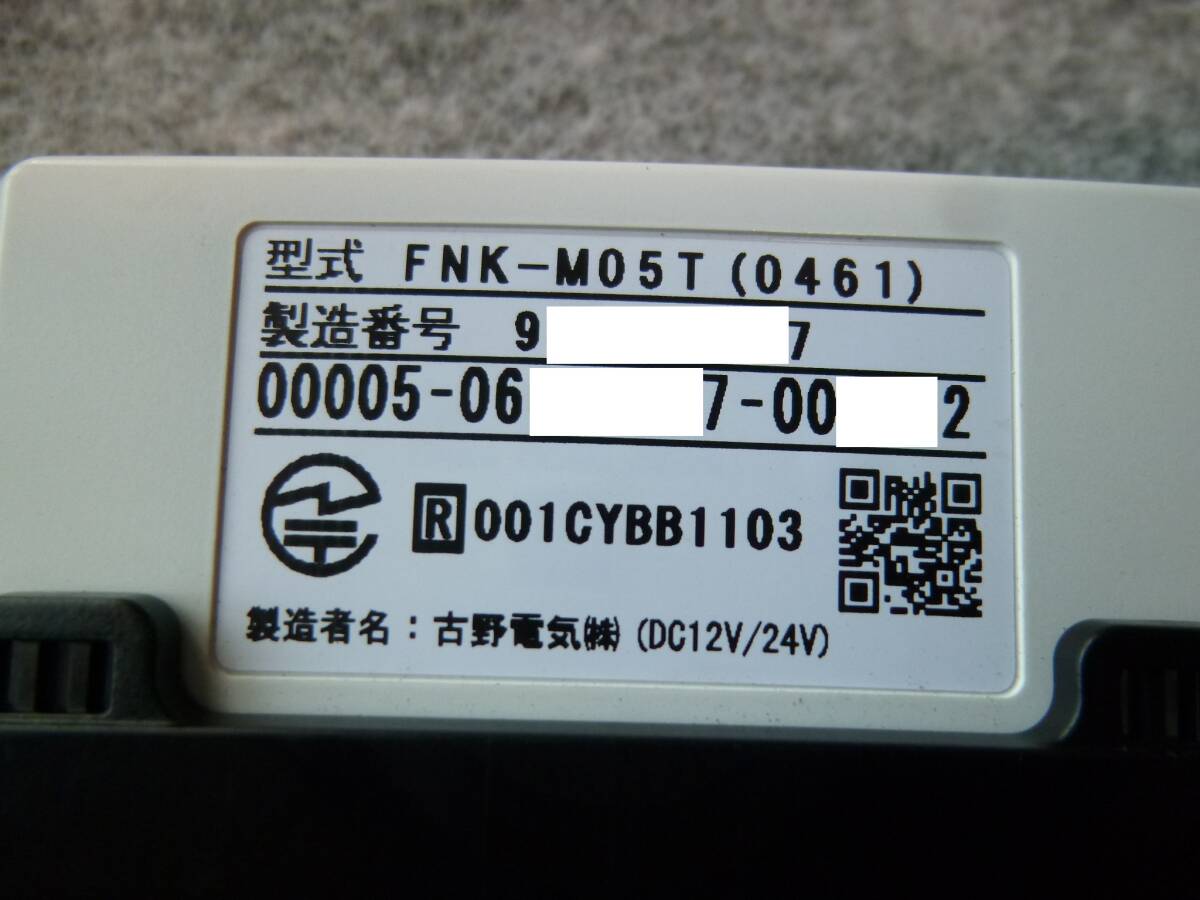 型式 FNK-M05T(0461)
製造番号 9 7
00005-06 7-00 2
R 001CYBB1103
製造者名：古野電気㈱ (DC12V/24V)